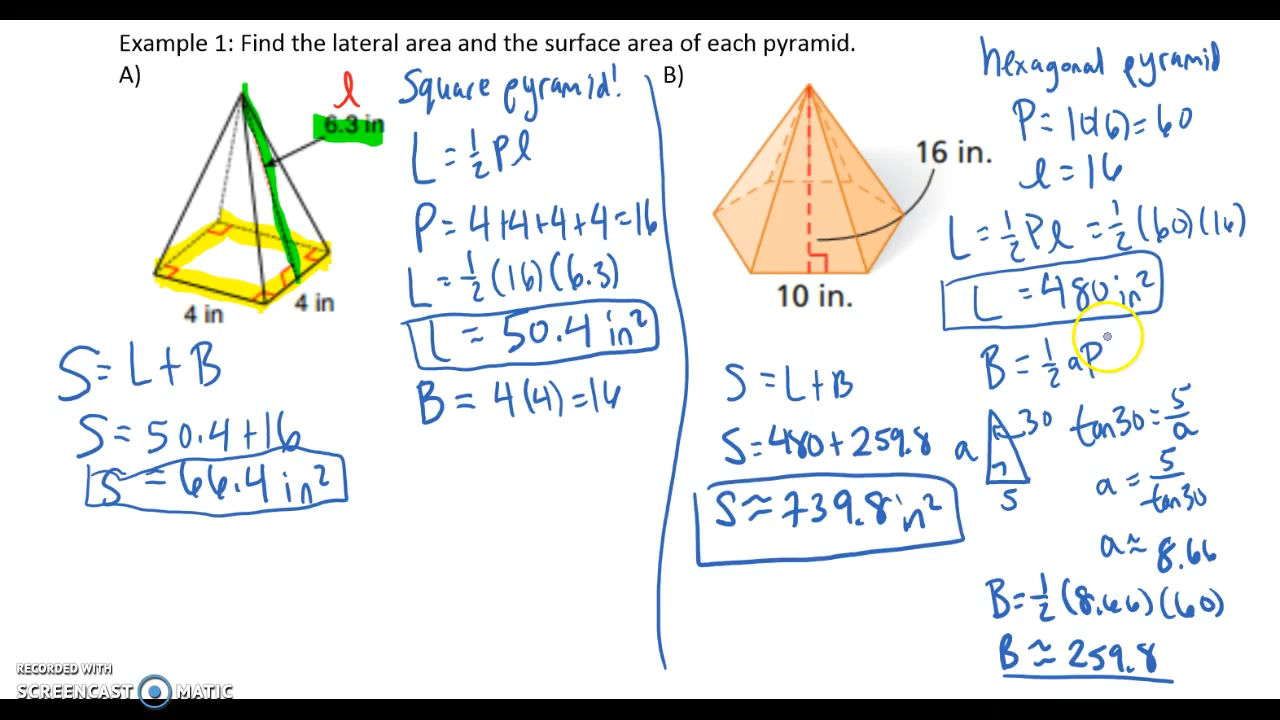 Example 1: Find the lateral area and the surface area of each pyramid.
A)
l
6.3 in
4 in
4 in
Square pyramid!
L = 1/2 Pl
P = 4+4+4+4=16
L = 1/2 (16)(6.3)
L = 50.4 in²
B = 4(4)=16
S = L + B
S = 50.4 + 16
S = 66.4 in²
B)
16 in.
10 in.
hexagonal pyramid
P = 10(6) = 60
l = 16
L = 1/2 Pl = 1/2 (60)(16)
L = 480 in²
B = 1/2 aP
a
30
5
tan30 = 5/a
a = 5/tan30
a ≈ 8.66
B = 1/2 (8.66)(60)
B ≈ 259.8
S = L + B
S = 480 + 259.8
S ≈ 739.8 in²
RECORDED WITH
SCREENCAST MATIC